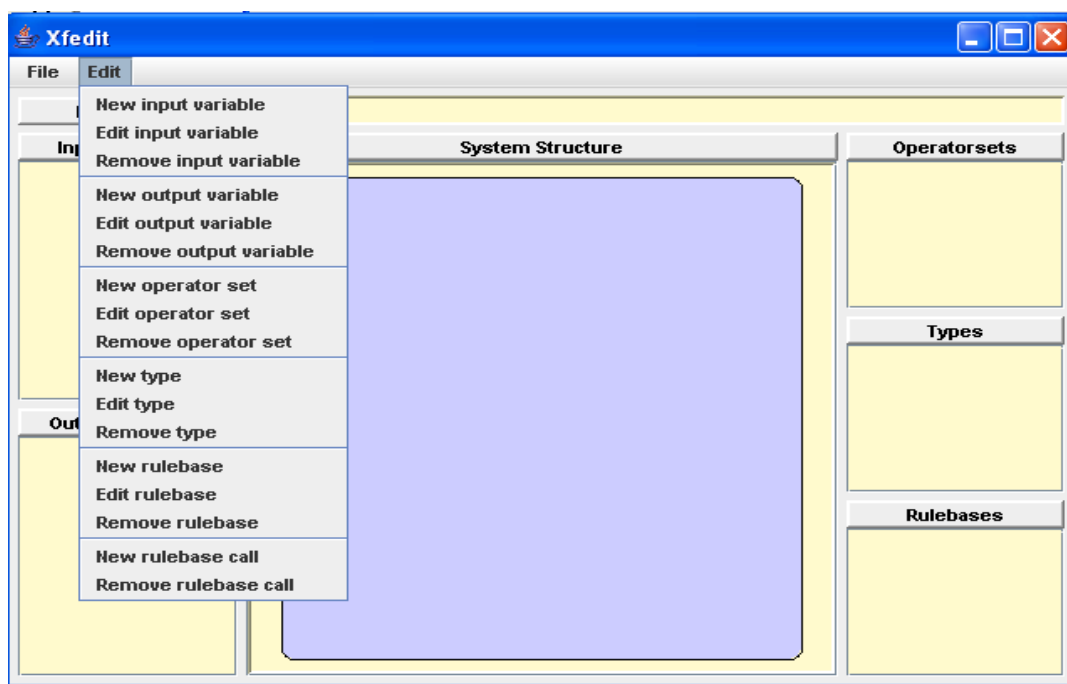 Xfedit
File Edit
New input variable
Edit input variable
Remove input variable
New output variable
Edit output variable
Remove output variable
New operator set
Edit operator set
Remove operator set
New type
Edit type
Remove type
New rulebase
Edit rulebase
Remove rulebase
New rulebase call
Remove rulebase call
System Structure
Operatorsets
Types
Rulebases